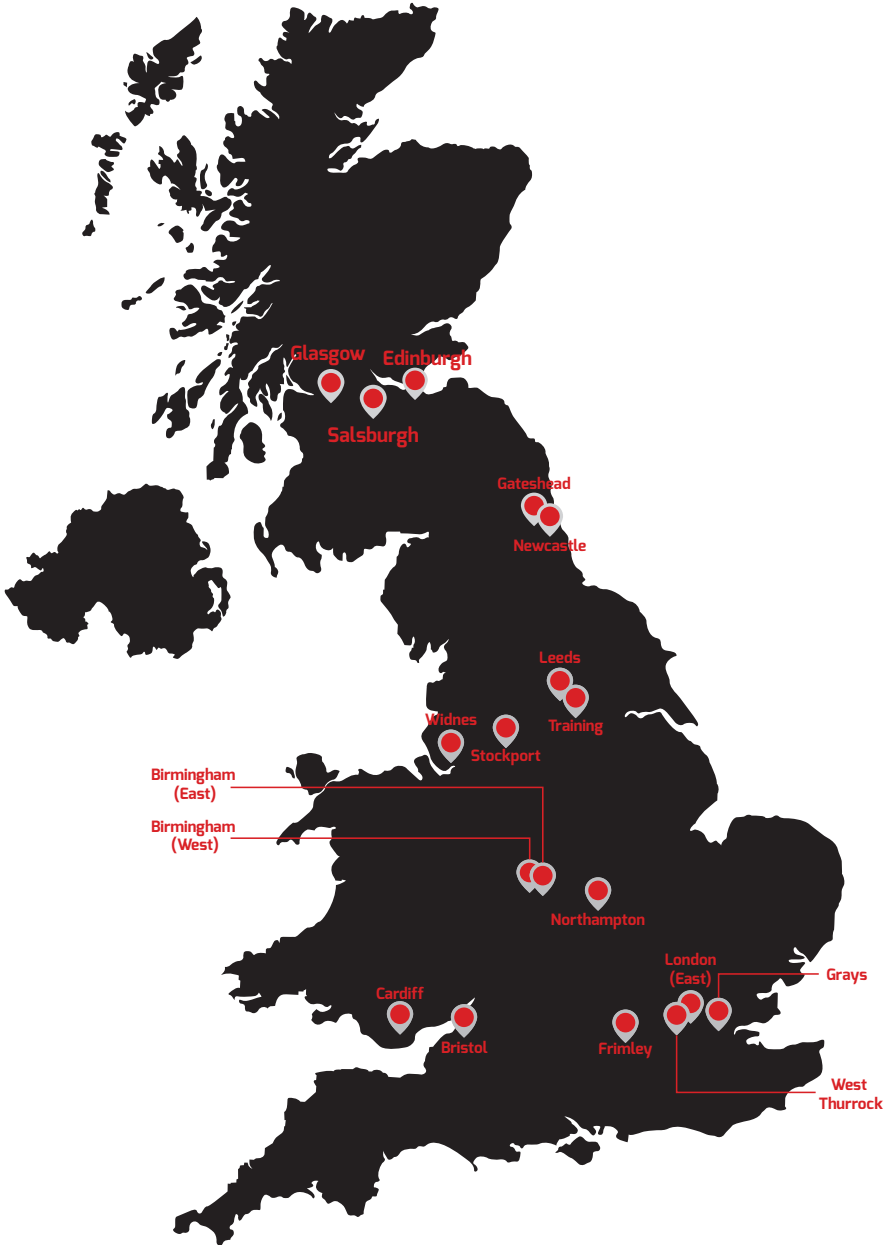 Glasgow
Edinburgh
Salsburgh
Gateshead
Newcastle
Leeds
Widnes
Training
Stockport
Birmingham
(East)
Birmingham
(West)
Northampton
London
(East)
Grays
Cardiff
Bristol
Frimley
West
Thurrock